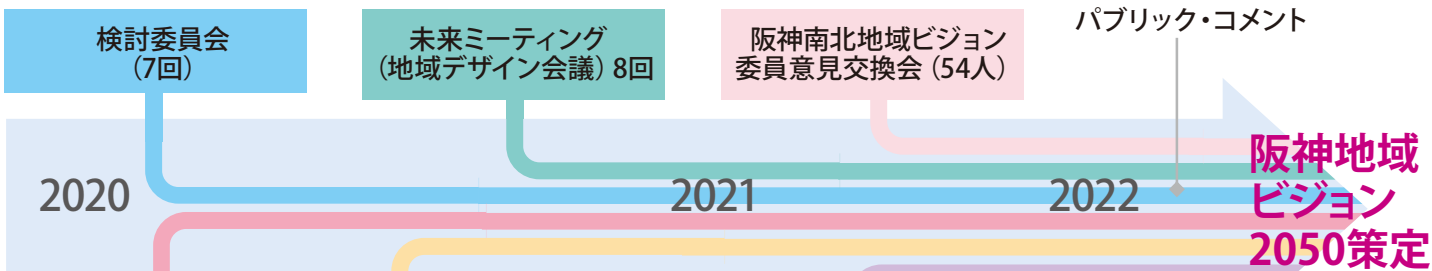 検討委員会
（7回）
未来ミーティング
（地域デザイン会議）8回
阪神南北地域ビジョン
委員意見交換会（54人）
パブリック・コメント
2020
2021
2022
阪神地域
ビジョン
2050策定